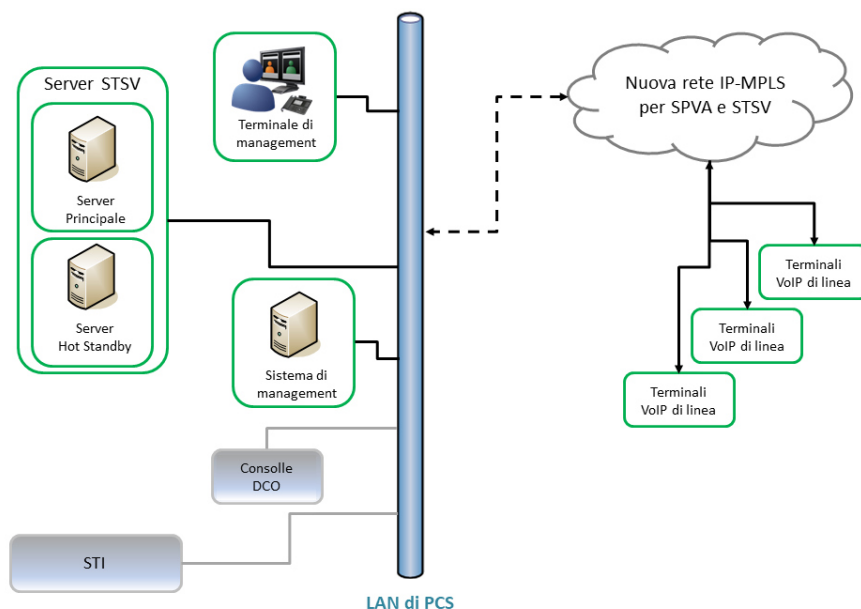 Server STSV
Server
Principale
Server
Hot Standby
Terminale di
management
Sistema di
management
Consolle
DCO
STI
LAN di PCS
Nuova rete IP-MPLS
per SPVA e STSV
Terminali
VoIP di linea
Terminali
VoIP di linea
Terminali
VoIP di linea